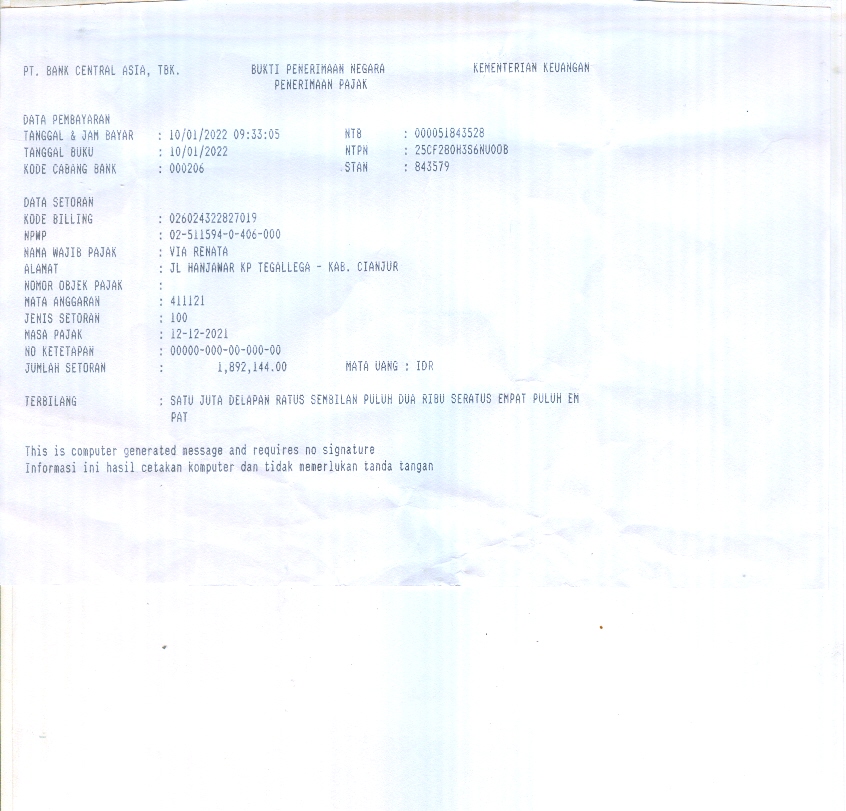 PT. BANK CENTRAL ASIA, TBK. BUKTI PENERIMAAN NEGARA KEMENTERIAN KEUANGAN
PENERIMAAN PAJAK
DATA PEMBAYARAN
TANGGAL & JAM BAYAR : 10/01/2022 09:33:05 NTB : 000051843528
TANGGAL BUKU : 10/01/2022 NTPN : 25CF280H3S6NUOOB
KODE CABANG BANK : 000206 STAN : 843579
DATA SETORAN
KODE BILLING : 026024322827019
NPWP : 02-511594-0-406-000
NAMA WAJIB PAJAK : VIA RENATA
ALAMAT : JL HANJAWAR KP TEGALLEGA - KAB. CIANJUR
NOMOR OBJEK PAJAK :
MATA ANGGARAN : 411121
JENIS SETORAN : 100
MASA PAJAK : 12-12-2021
NO KETETAPAN : 00000-000-00-000-00
JUMLAH SETORAN : 1,892,144.00 MATA UANG : IDR
TERBILANG : SATU JUTA DELAPAN RATUS SEMBILAN PULUH DUA RIBU SERATUS EMPAT PULUH EM
PAT
This is computer generated message and requires no signature
Informasi ini hasil cetakan komputer dan tidak memerlukan tanda tangan